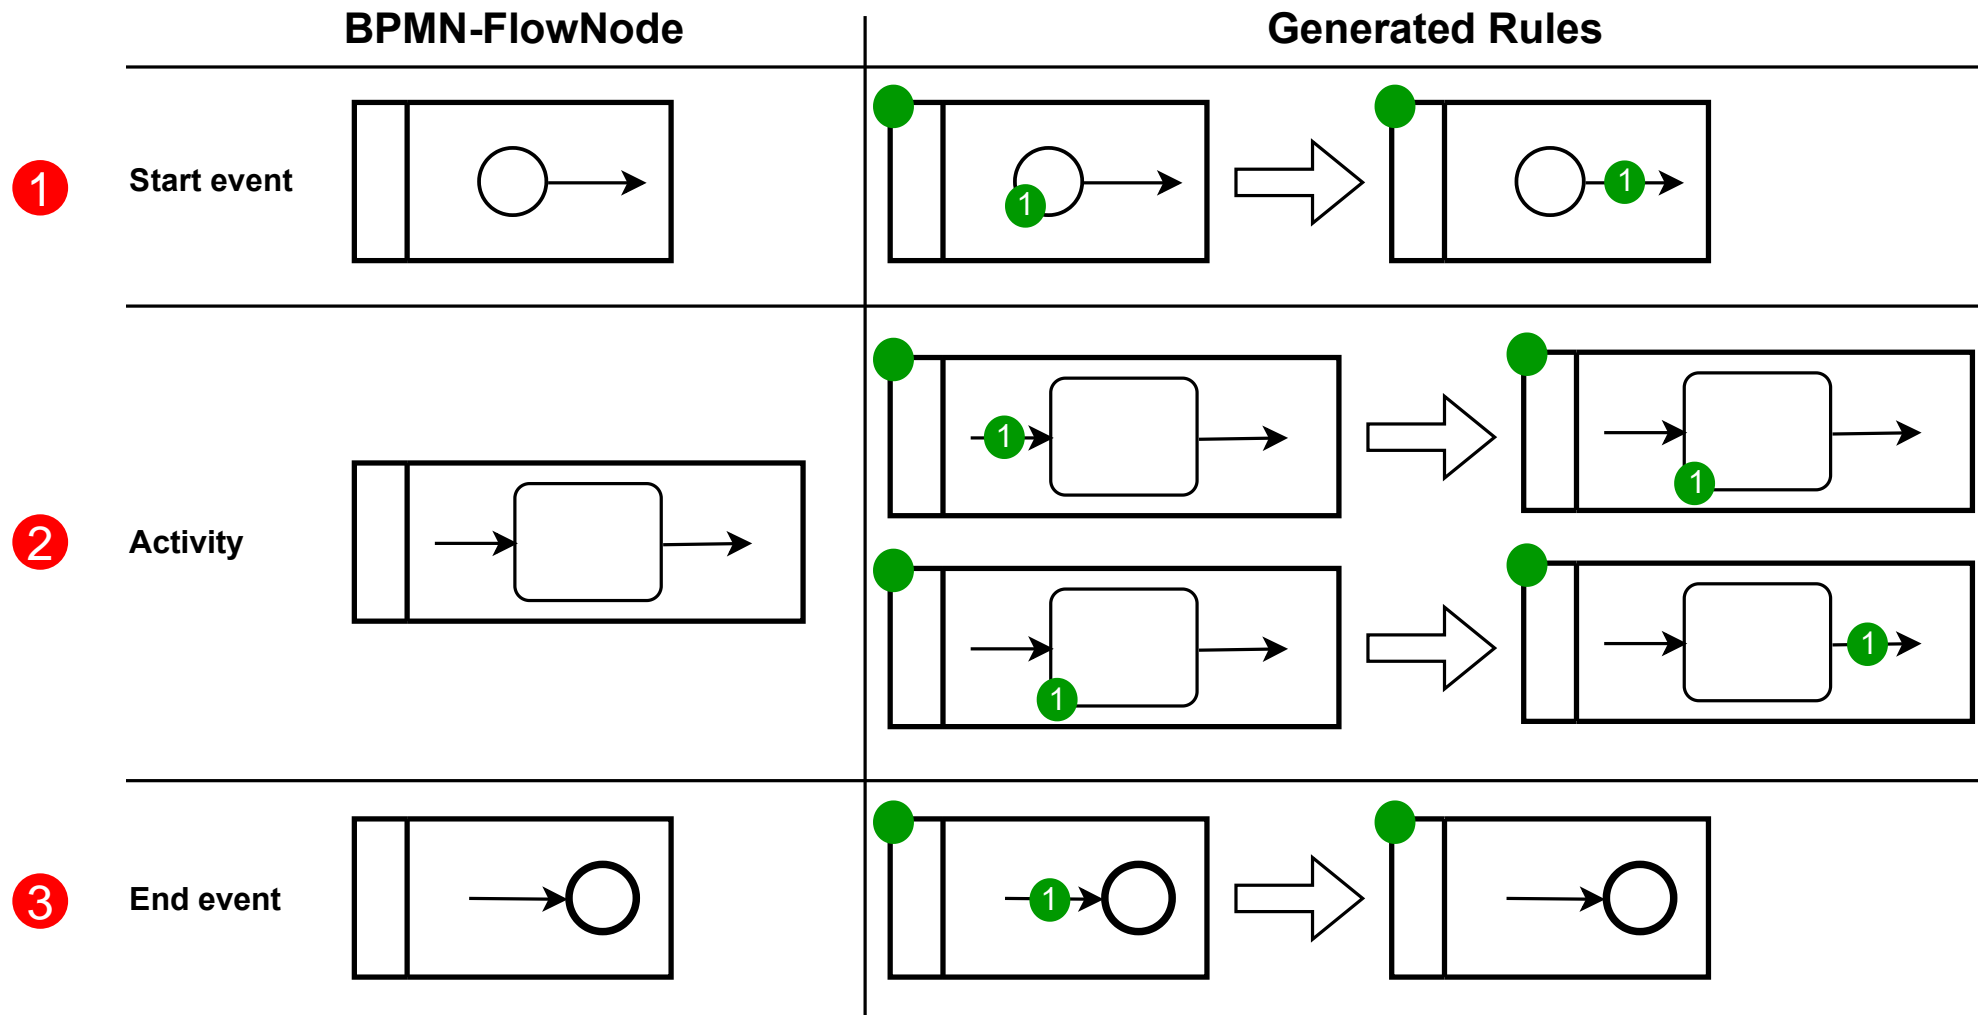 BPMN-FlowNode
Generated Rules
1
Start event
1
1
2
Activity
1
1
1
1
3
End event
1